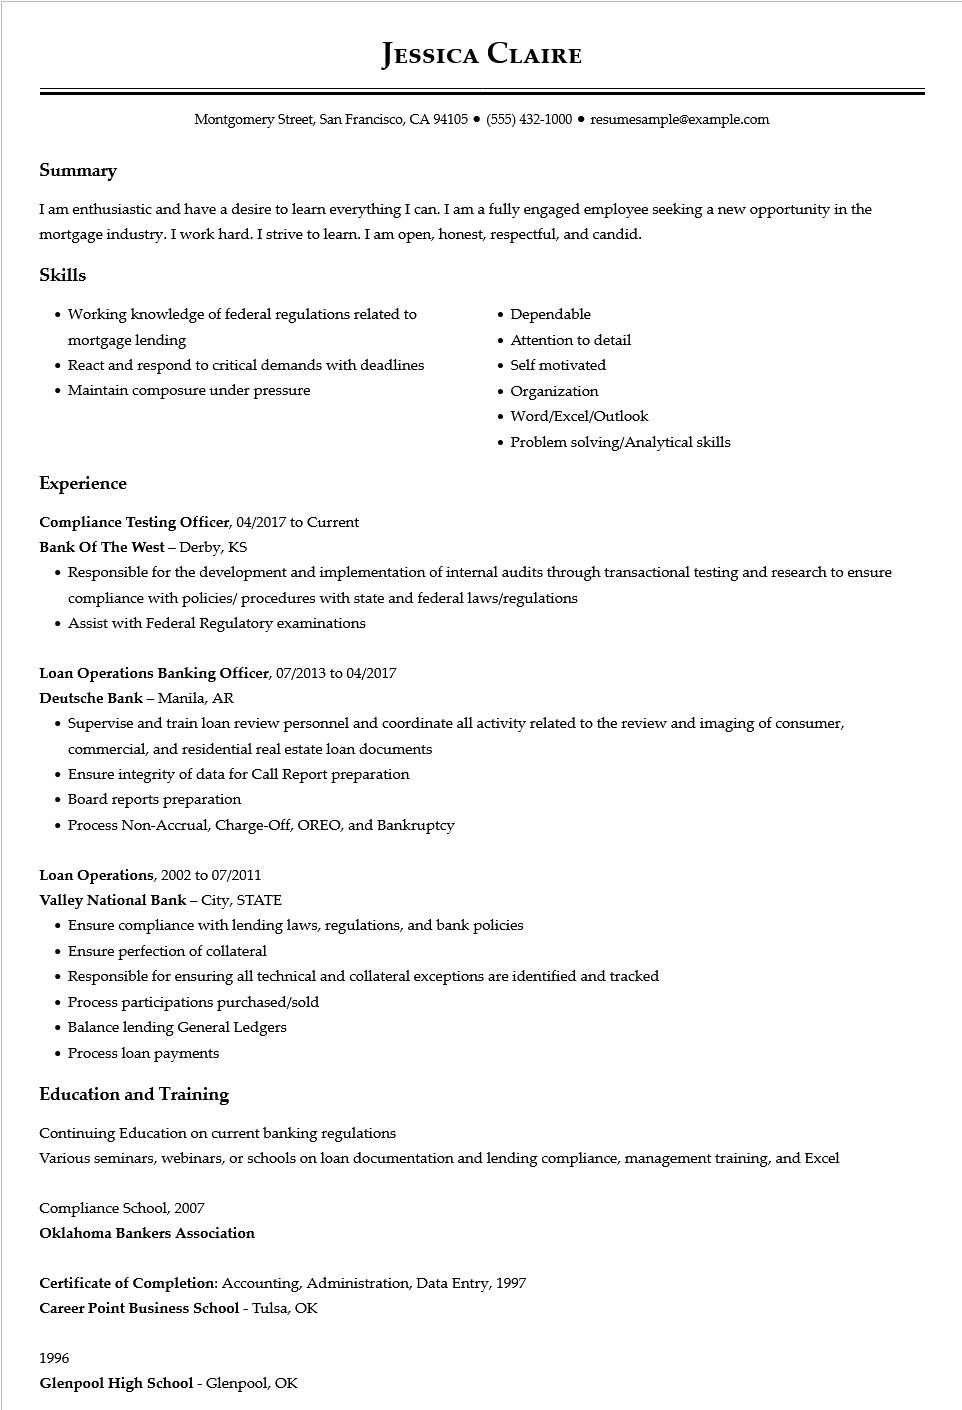 Jessica Claire
Montgomery Street, San Francisco, CA 94105 ● (555) 432-1000 ● resumesample@example.com
Summary
I am enthusiastic and have a desire to learn everything I can. I am a fully engaged employee seeking a new opportunity in the
mortgage industry. I work hard. I strive to learn. I am open, honest, respectful, and candid.
Skills
• Working knowledge of federal regulations related to
mortgage lending
• React and respond to critical demands with deadlines
• Maintain composure under pressure
• Dependable
• Attention to detail
• Self motivated
• Organization
• Word/Excel/Outlook
• Problem solving/Analytical skills
Experience
Compliance Testing Officer, 04/2017 to Current
Bank Of The West – Derby, KS
• Responsible for the development and implementation of internal audits through transactional testing and research to ensure
compliance with policies/ procedures with state and federal laws/regulations
• Assist with Federal Regulatory examinations
Loan Operations Banking Officer, 07/2013 to 04/2017
Deutsche Bank – Manila, AR
• Supervise and train loan review personnel and coordinate all activity related to the review and imaging of consumer,
commercial, and residential real estate loan documents
• Ensure integrity of data for Call Report preparation
• Board reports preparation
• Process Non-Accrual, Charge-Off, OREO, and Bankruptcy
Loan Operations, 2002 to 07/2011
Valley National Bank – City, STATE
• Ensure compliance with lending laws, regulations, and bank policies
• Ensure perfection of collateral
• Responsible for ensuring all technical and collateral exceptions are identified and tracked
• Process participations purchased/sold
• Balance lending General Ledgers
• Process loan payments
Education and Training
Continuing Education on current banking regulations
Various seminars, webinars, or schools on loan documentation and lending compliance, management training, and Excel
Compliance School, 2007
Oklahoma Bankers Association
Certificate of Completion: Accounting, Administration, Data Entry, 1997
Career Point Business School - Tulsa, OK
1996
Glenpool High School - Glenpool, OK